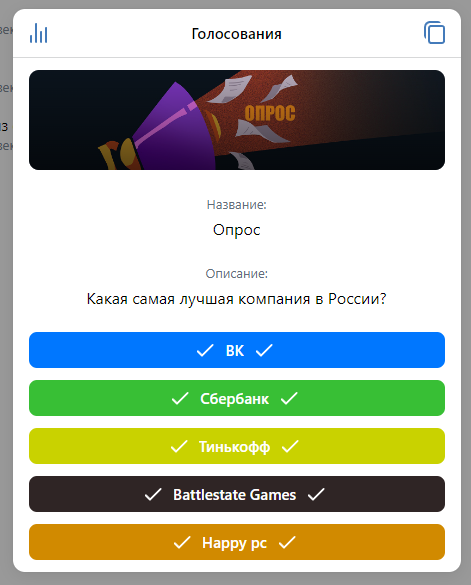 Голосования
ОПРОС
Название:
Опрос
Описание:
Какая самая лучшая компания в России?
ВК
Сбербанк
Тинькофф
Battlestate Games
Happy pc